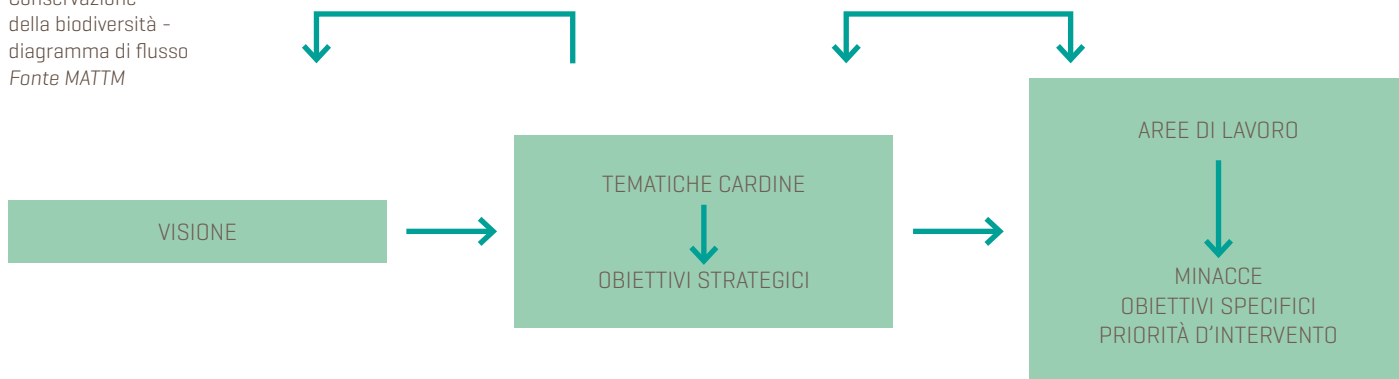 Conservazione
della biodiversità -
diagramma di flusso
Fonte MATTM
VISIONE
TEMATICHE CARDINE
OBIETTIVI STRATEGICI
AREE DI LAVORO
MINACCE
OBIETTIVI SPECIFICI
PRIORITÀ D'INTERVENTO